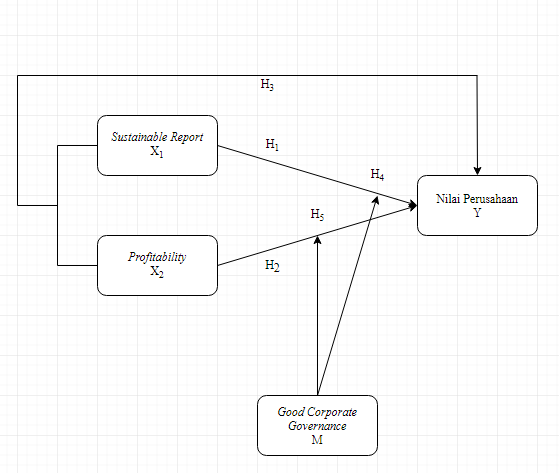 H3
Sustainable Report
X1
H1
H4
Nilai Perusahaan
Y
H5
Profitability
X2
H2
Good Corporate
Governance
M